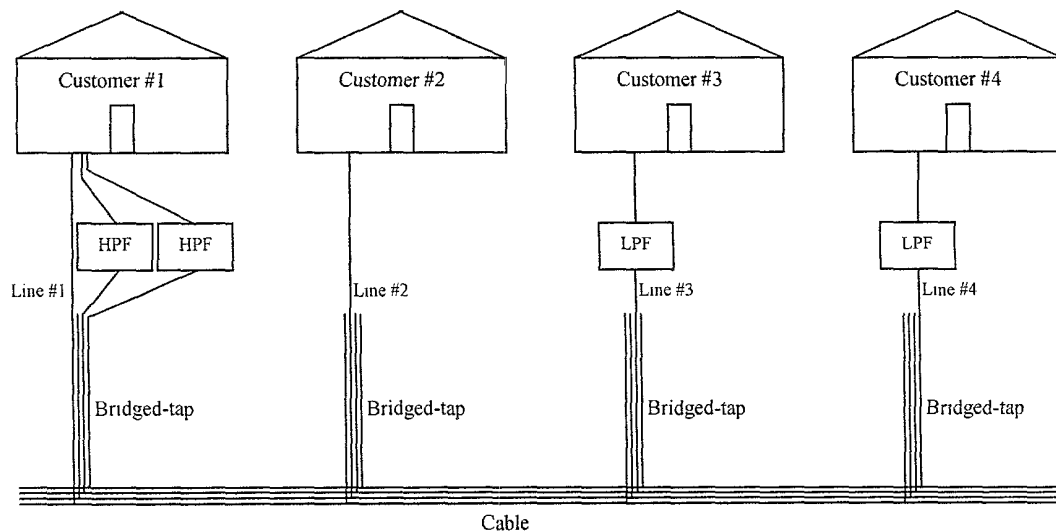 Customer #1
Customer #2
Customer #3
Customer #4
HPF
HPF
LPF
LPF
Line #1
Line #2
Line #3
Line #4
Bridged-tap
Bridged-tap
Bridged-tap
Bridged-tap
Cable